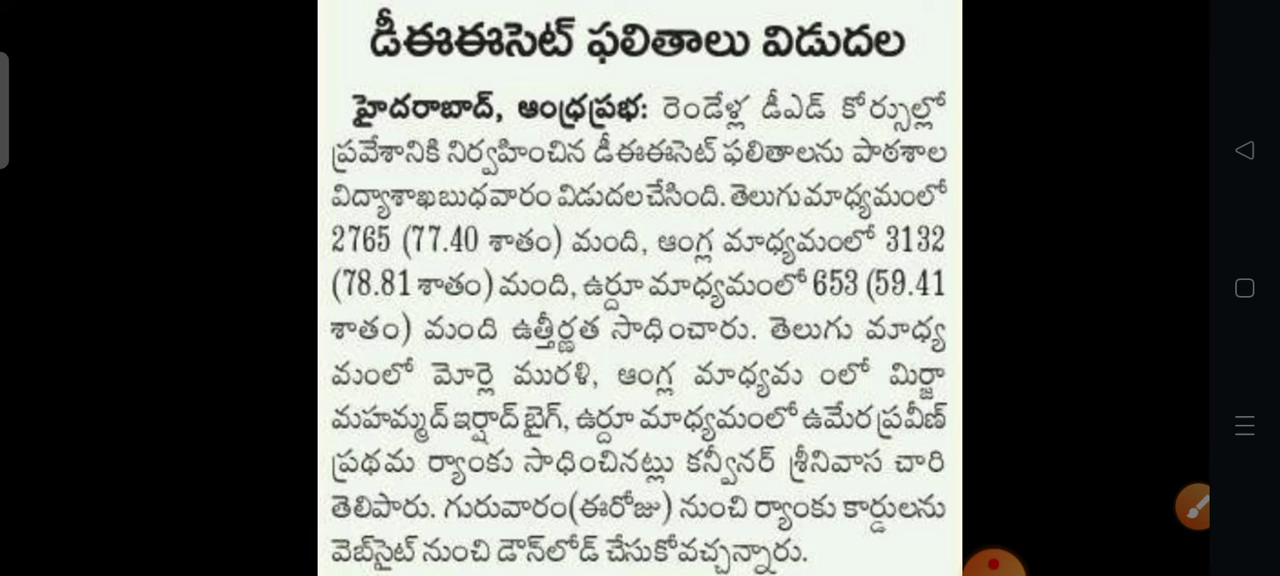 డీఈఈసెట్ ఫలితాలు విడుదల
హైదరాబాద్, ఆంధ్రప్రభ: రెండేళ్ల డీఎడ్ కోర్సుల్లో
ప్రవేశానికి నిర్వహించిన డీఈఈసెట్ ఫలితాలను పాఠశాల
విద్యాశాఖబుధవారం విడుదలచేసింది. తెలుగుమాధ్యమంలో
2765 (77.40 శాతం) మంది, ఆంగ్ల మాధ్యమంలో 3132
(78.81 శాతం) మంది, ఉర్దూ మాధ్యమంలో 653 (59.41
శాతం) మంది ఉత్తీర్ణత సాధించారు. తెలుగు మాధ్య
మంలో మోర్లె మురళి, ఆంగ్ల మాధ్యమ ంలో మిర్జా
మహమ్మద్ ఇర్షాద్ బైగ్, ఉర్దూ మాధ్యమంలో ఉమేర ప్రవీణ్
ప్రథమ ర్యాంకు సాధించినట్లు కన్వీనర్ శ్రీనివాస చారి
తెలిపారు. గురువారం(ఈరోజు) నుంచి ర్యాంకు కార్డులను
వెబ్‌సైట్ నుంచి డౌన్‌లోడ్ చేసుకోవచ్చన్నారు.